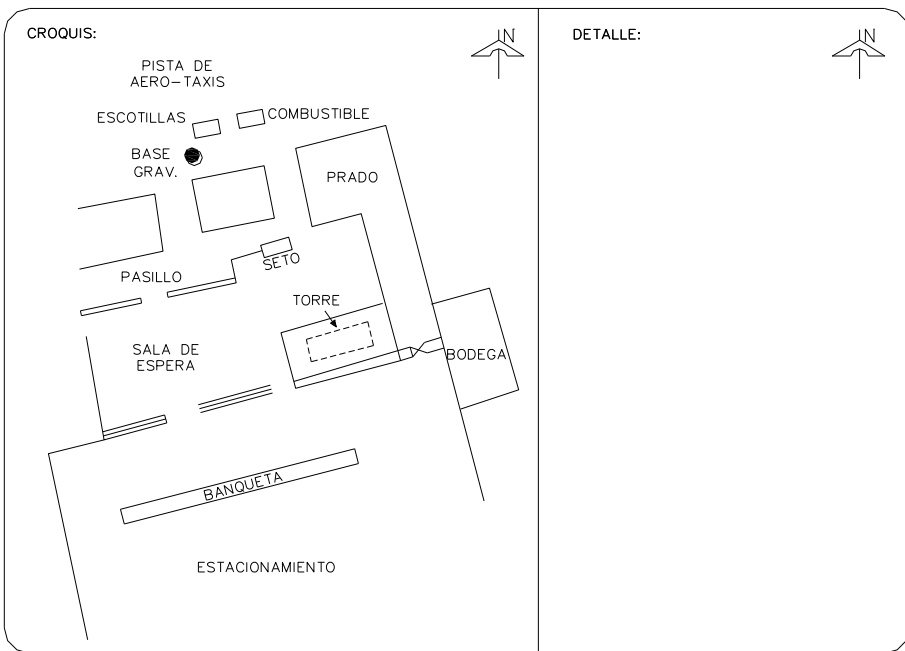 CROQUIS:
N
DETALLE:
N
PISTA DE
AERO-TAXIS
ESCOTILLAS
COMBUSTIBLE
BASE
GRAV.
PRADO
SETO
PASILLO
TORRE
SALA DE
ESPERA
BODEGA
BANQUETA
ESTACIONAMIENTO